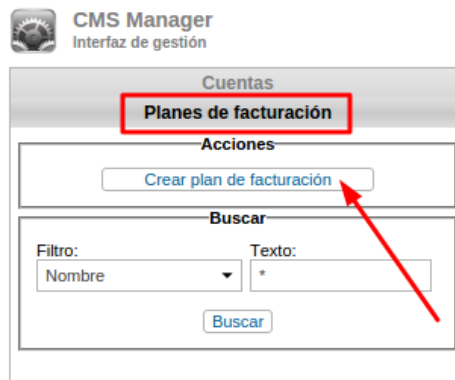 CMS Manager
Interfaz de gestión
Cuentas
Planes de facturación
Acciones
Crear plan de facturación
Buscar
Filtro: Texto:
Nombre *
Buscar